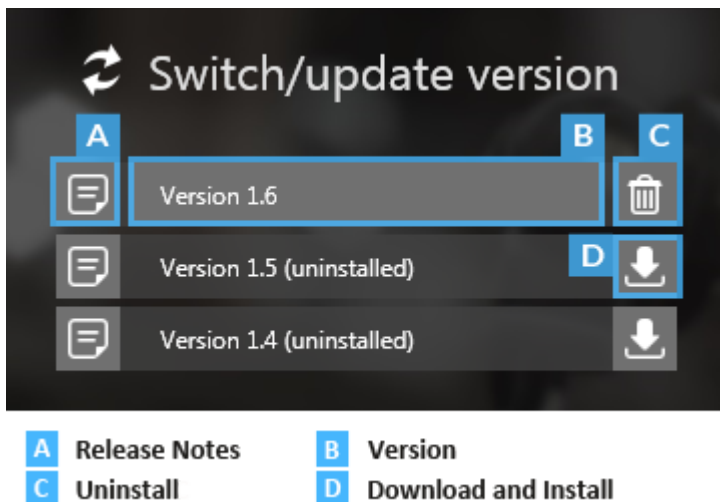 Switch/update version
A B C
Version 1.6
Version 1.5 (uninstalled) D
Version 1.4 (uninstalled)
A Release Notes B Version
C Uninstall D Download and Install